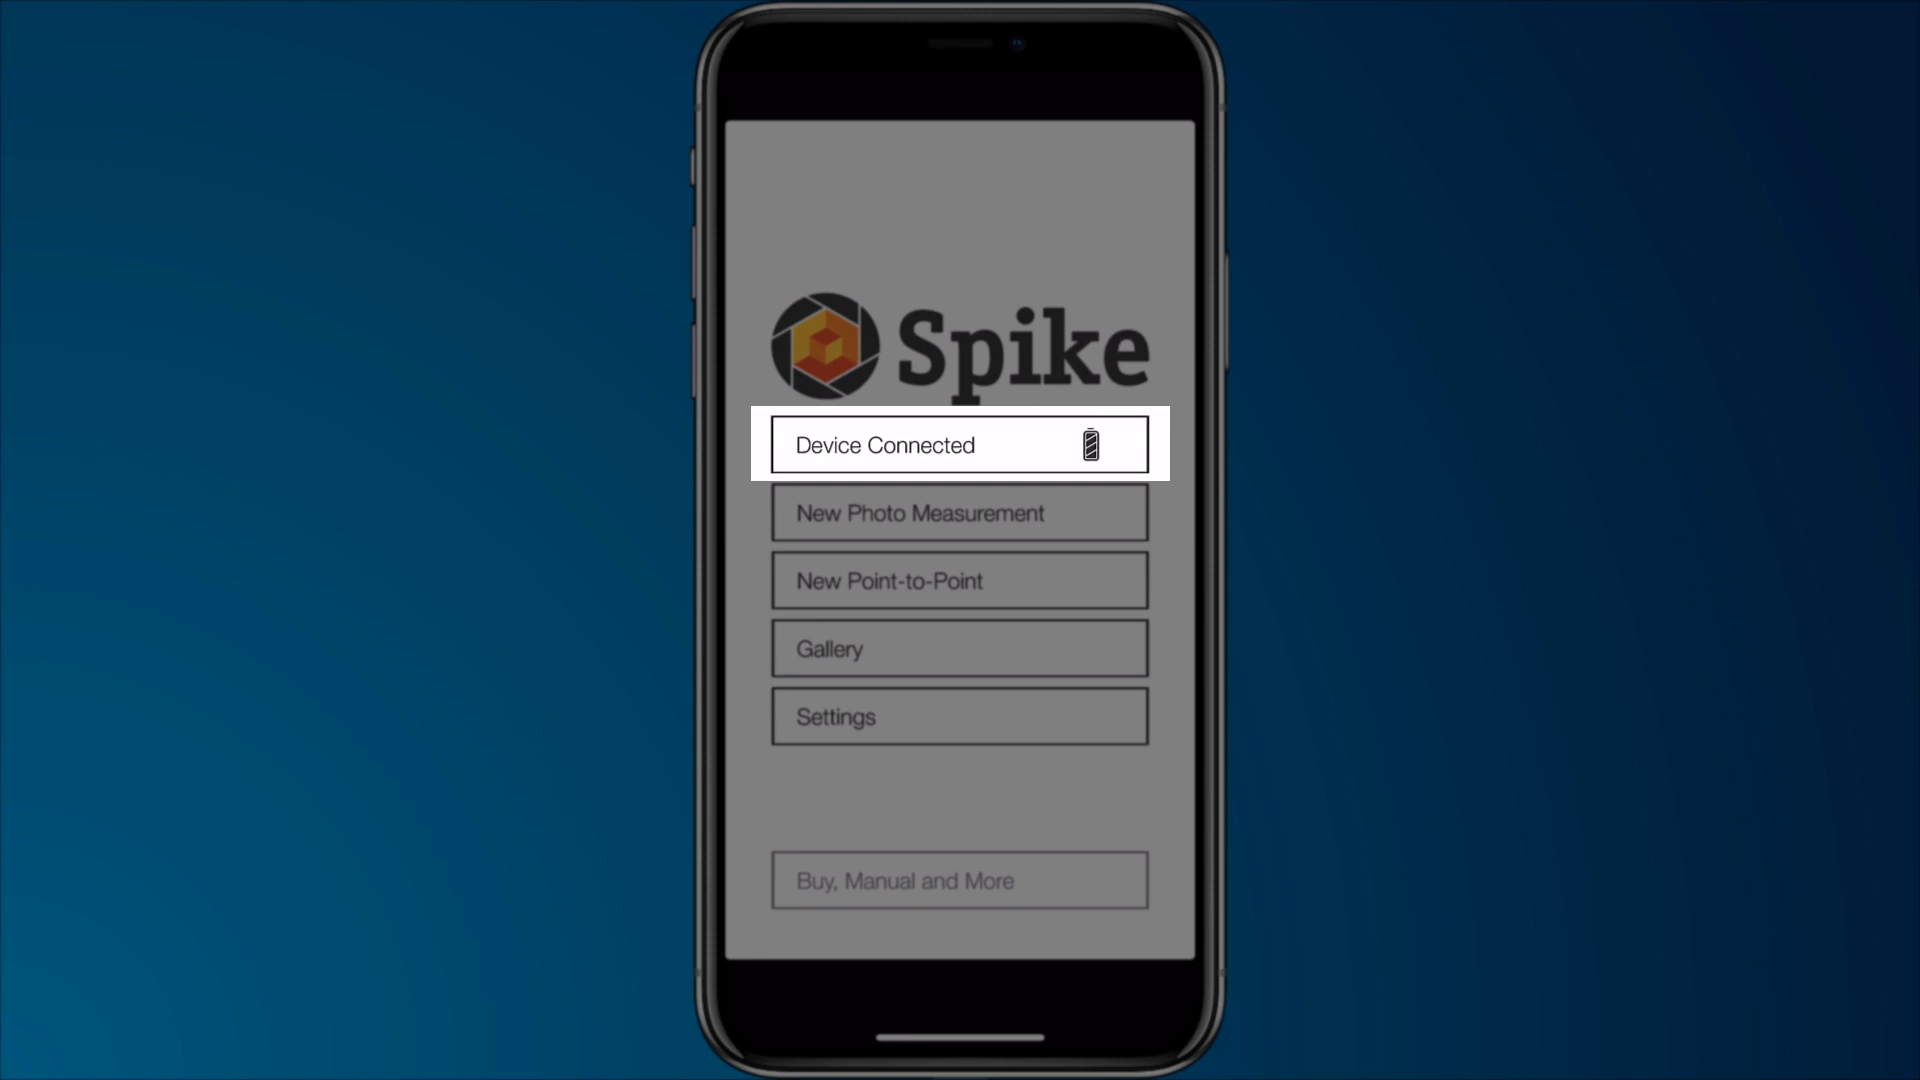 Spike
Device Connected
New Photo Measurement
New Point-to-Point
Gallery
Settings
Buy, Manual and More